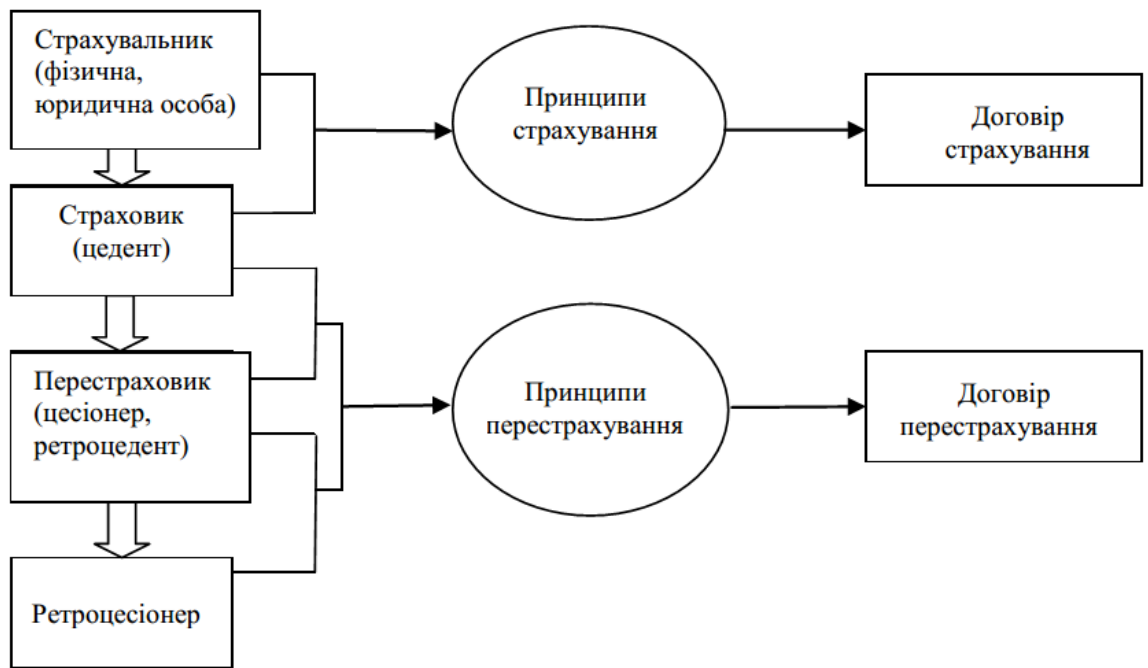 Страхувальник
(фізична,
юридична особа)
Принципи
страхування
Договір
страхування
Страховик
(цедент)
Перестраховик
(цесіонер,
ретроцедент)
Принципи
перестрахування
Договір
перестрахування
Ретроцесіонер